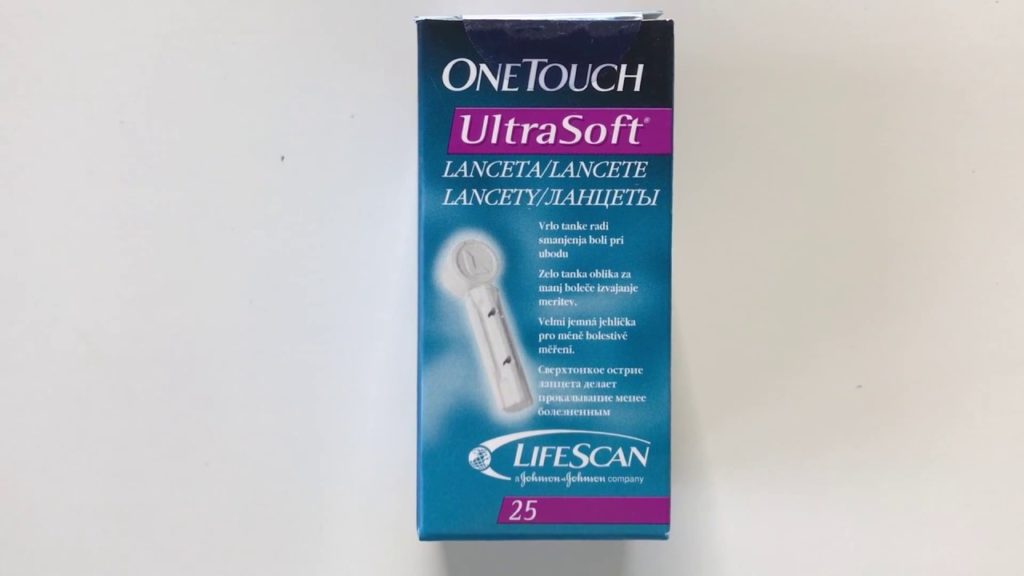 ONETOUCH
UltraSoft®
LANCETA/LANCETE
LANCETY/ЛАНЦЕТЫ
Vrlo tanke radi
smanjenja boli pri
ubodu
Zelo tanka oblika za
manj boleče izvajanje
meritev.
Velmi jemná jehlička
pro méně bolestivé
měření.
Сверхтонкое острие
ланцета делает
прокалывание менее
болезненным
LIFESCAN
a Johnson & Johnson company
25